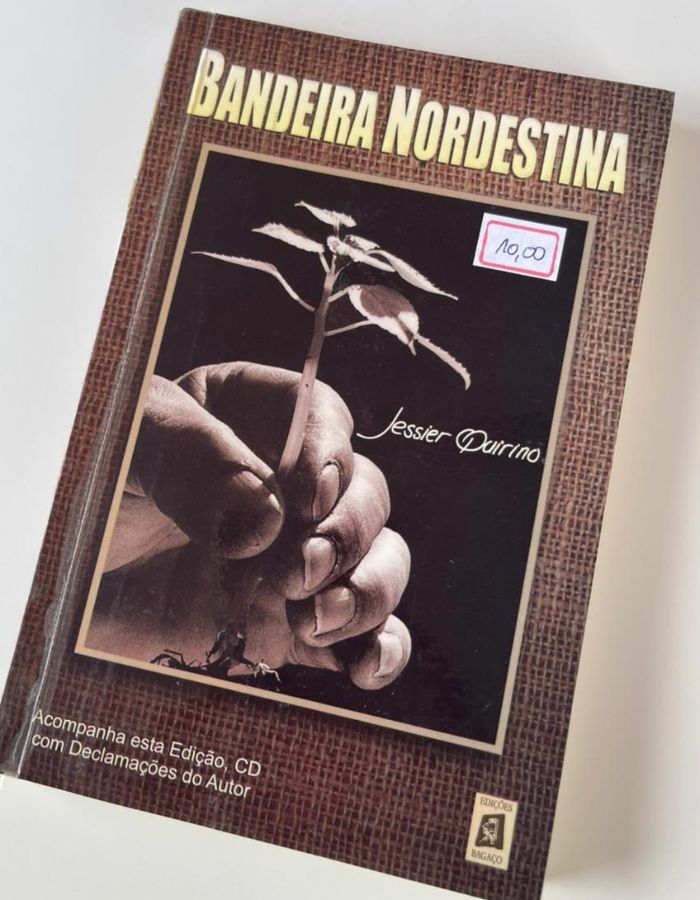 BANDEIRA NORDESTINA
10,00
Jessier Quirino
Acompanha esta Edição, CD
com Declamações do Autor
EDIÇÕES
BAGAÇO